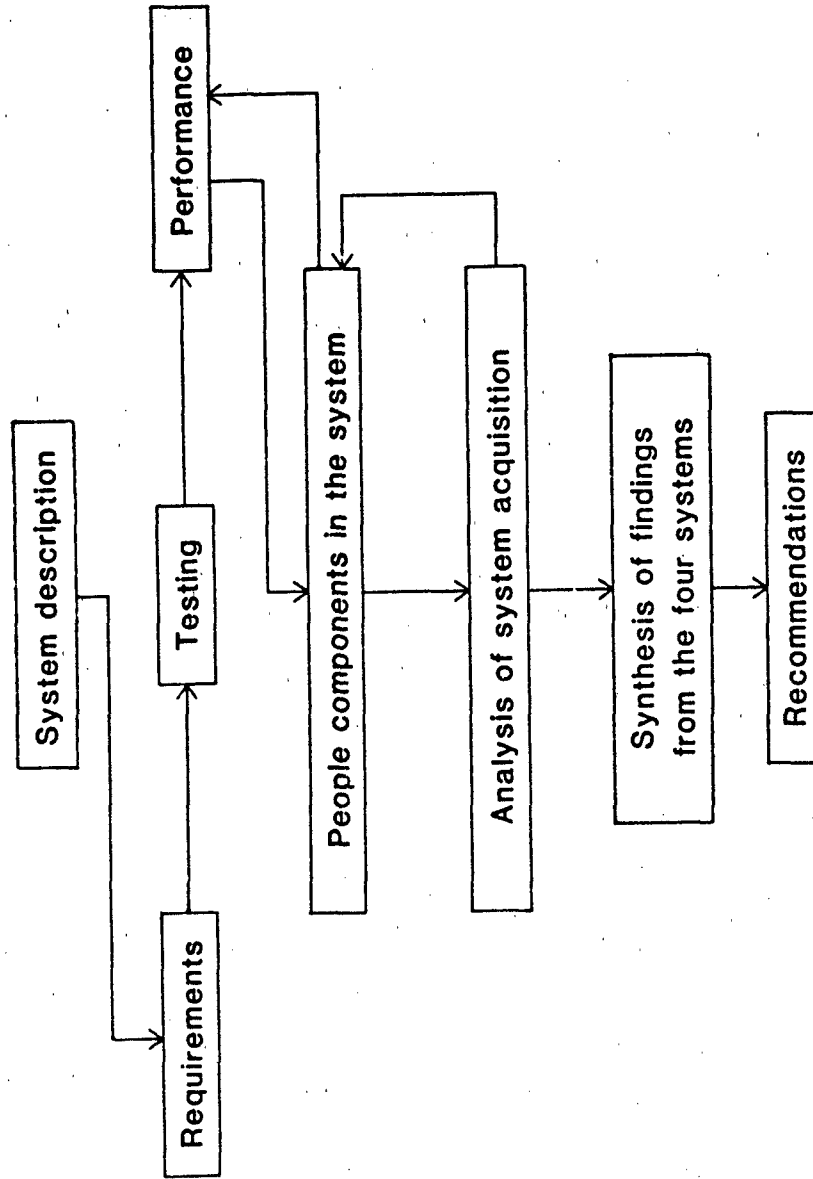 System description
Requirements
Testing
Performance
People components in the system
Analysis of system acquisition
Synthesis of findings
from the four systems
Recommendations